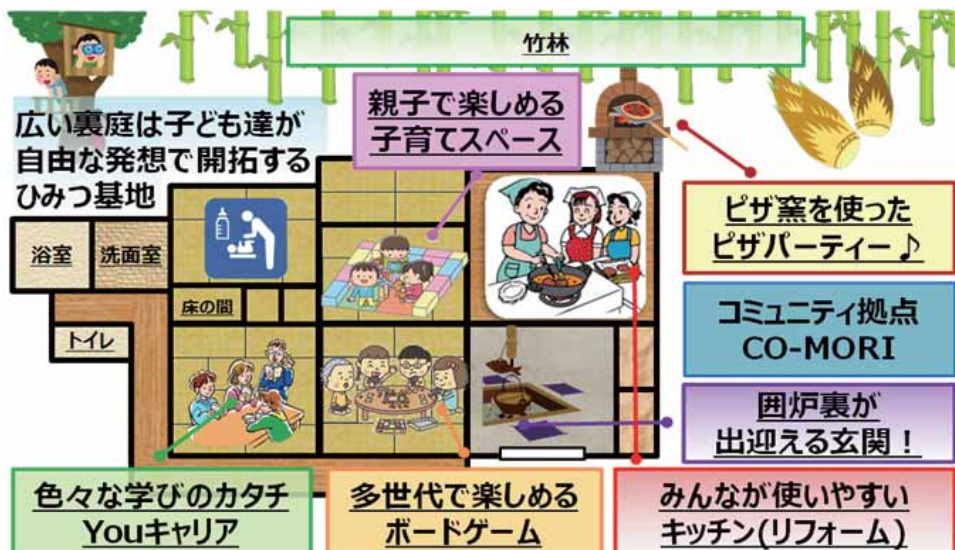 竹林
広い裏庭は子ども達が
自由な発想で開拓する
ひみつ基地
親子で楽しめる
子育てスペース
ピザ窯を使った
ピザパーティー♪
浴室
洗面室
床の間
トイレ
コミュニティ拠点
CO-MORI
囲炉裏が
出迎える玄関！
色々な学びのカタチ
Youキャリア
多世代で楽しめる
ボードゲーム
みんなが使いやすい
キッチン(リフォーム)